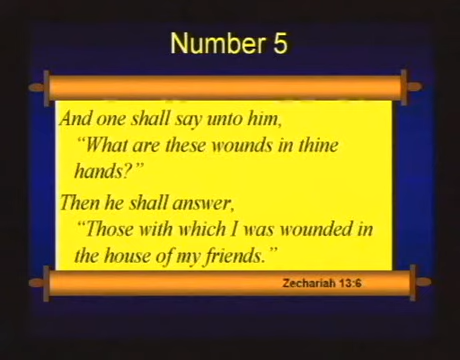 Number 5
And one shall say unto him,
“What are these wounds in thine
hands?”
Then he shall answer,
“Those with which I was wounded in
the house of my friends.”
Zechariah 13:6